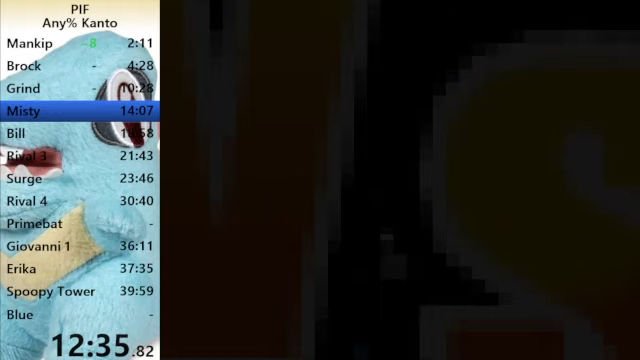 PIF
Any% Kanto
Mankip -8 2:11
Brock - 4:28
Grind - 10:28
Misty 14:07
Bill 18:58
Rival 3 21:43
Surge 23:46
Rival 4 30:40
Primebat -
Giovanni 1 36:11
Erika 37:35
Spoopy Tower 39:59
Blue -
12:35.82